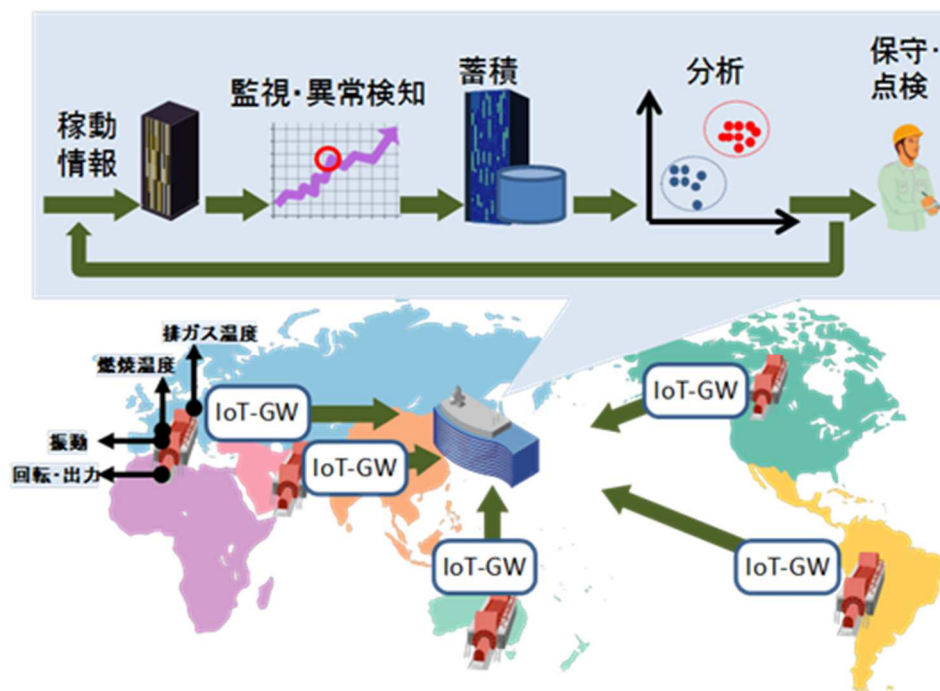 稼動
情報
監視・異常検知
蓄積
分析
保守・
点検
排ガス温度
燃焼温度
振動
回転・出力
IoT-GW
IoT-GW
IoT-GW
IoT-GW
IoT-GW